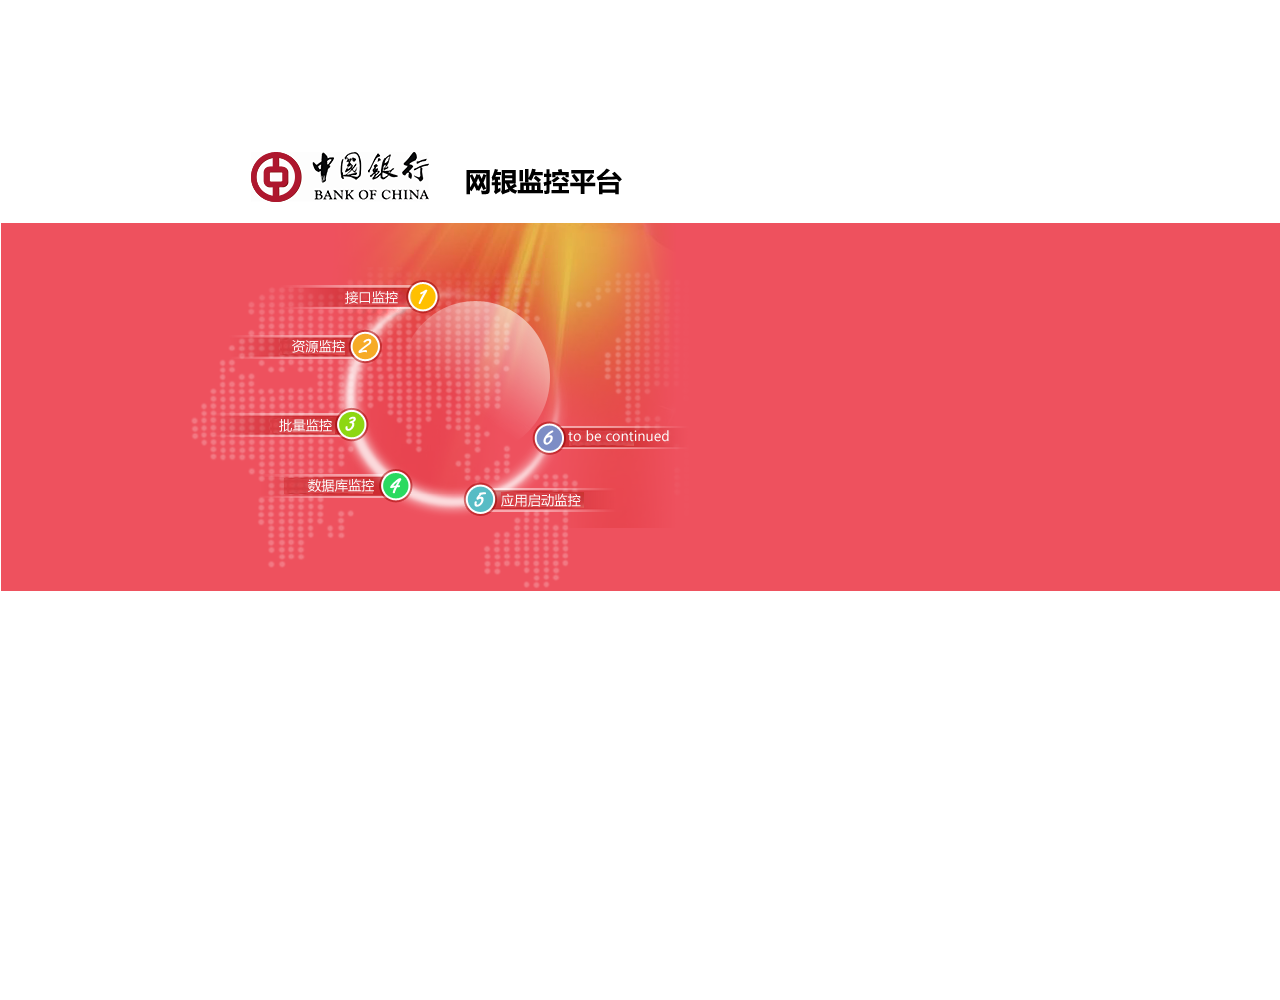 中国銀行
BANK OF CHINA
网银监控平台
接口监控 1
资源监控 2
批量监控 3
6 to be continued
数据库监控 4
5 应用启动监控